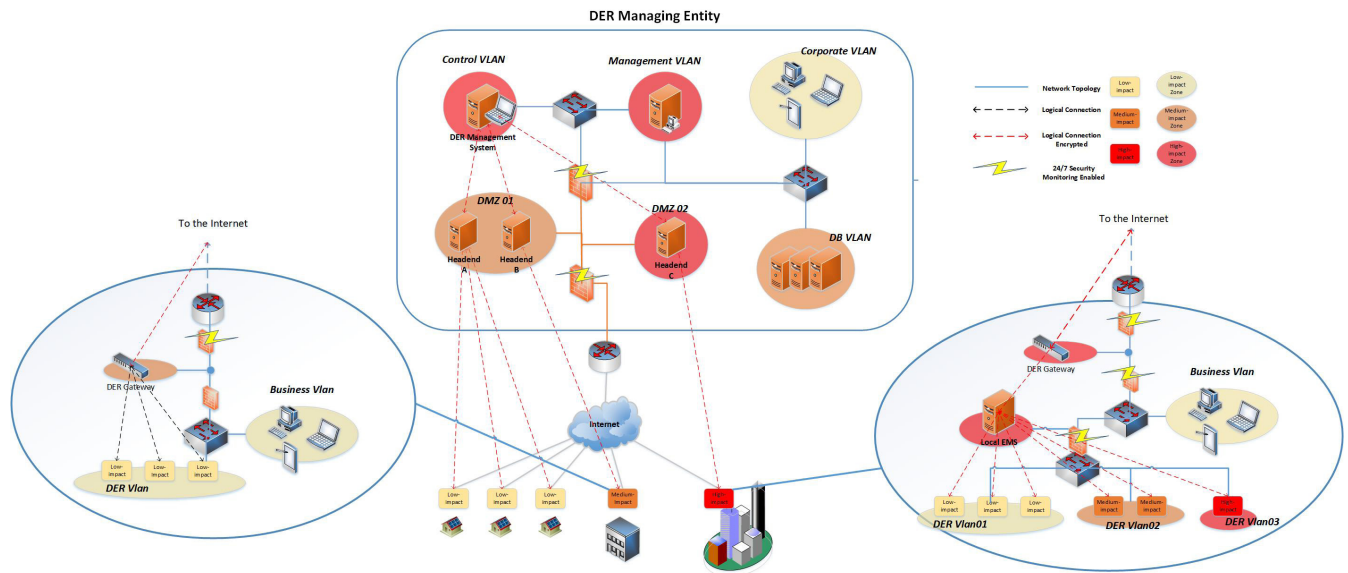 DER Managing Entity
Control VLAN
Management VLAN
Corporate VLAN
DER Management
System
DMZ 01
DMZ 02
Headend
A
Headend
B
Headend
C
DB VLAN
Network Topology
Logical Connection
Logical Connection
Encrypted
24/7 Security
Monitoring Enabled
Low-
impact
Low-
impact
Zone
Medium-
impact
Medium-
impact
Zone
High-
impact
High-
impact
Zone
To the Internet
DER Gateway
Business Vlan
Low-
impact
Low-
impact
Low-
impact
DER Vlan
Internet
Low-
impact
Low-
impact
Low-
impact
Medium-
impact
High-
impact
To the Internet
DER Gateway
Business Vlan
Local EMS
Low-
impact
Low-
impact
Low-
impact
Medium-
impact
Medium-
impact
High-
impact
DER Vlan01
DER Vlan02
DER Vlan03